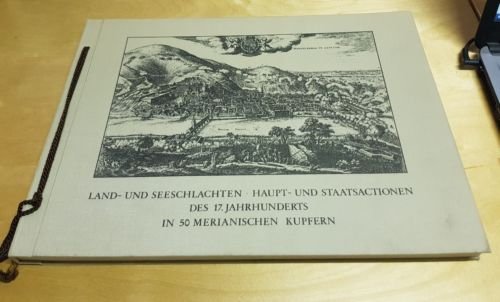 LAND- UND SEESCHLACHTEN · HAUPT- UND STAATSACTIONEN
DES 17. JAHRHUNDERTS
IN 50 MERIANISCHEN KUPFERN